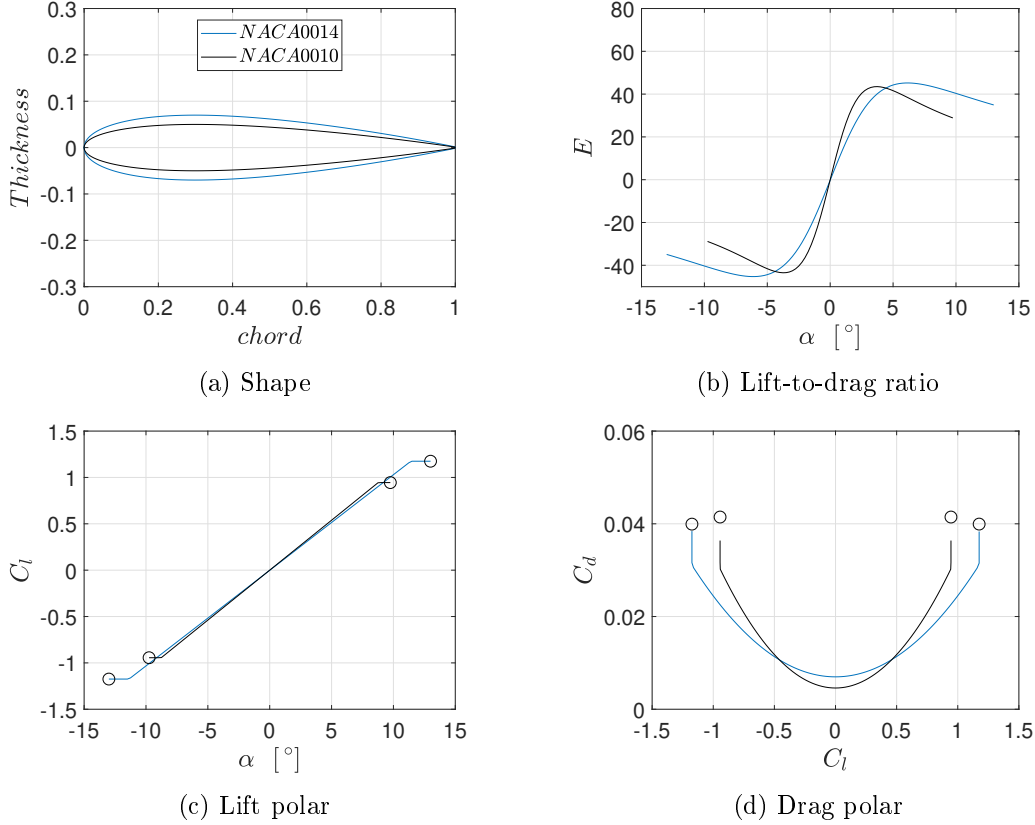 0.3
0.2
0.1
0
-0.1
-0.2
-0.3
Thickness
NACA0014
NACA0010
0 0.2 0.4 0.6 0.8 1
chord
(a) Shape
80
60
40
20
0
-20
-40
E
-15 -10 -5 0 5 10 15
α [°]
(b) Lift-to-drag ratio
1.5
1
0.5
0
-0.5
-1
-1.5
C_l
-15 -10 -5 0 5 10 15
α [°]
(c) Lift polar
0.06
0.04
0.02
0
C_d
-1.5 -1 -0.5 0 0.5 1 1.5
C_l
(d) Drag polar